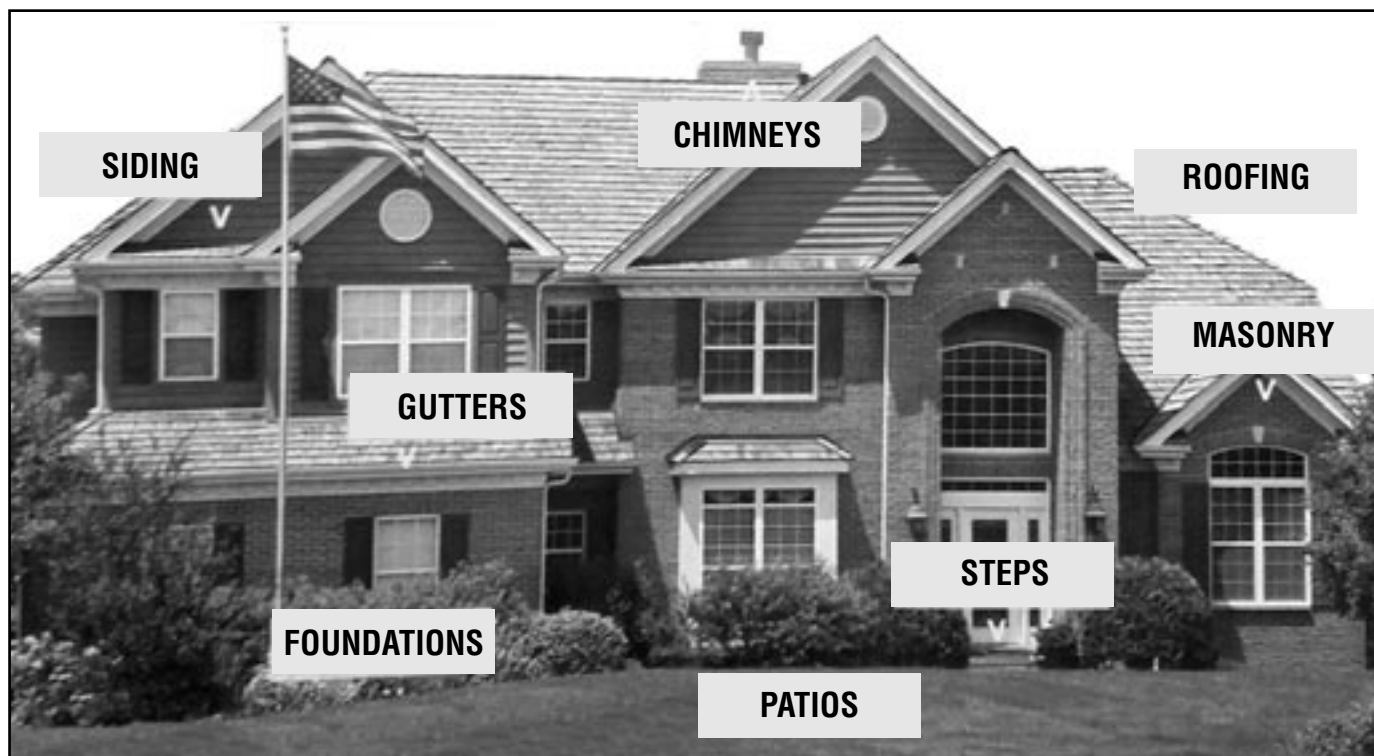 CHIMNEYS
SIDING
ROOFING
MASONRY
GUTTERS
STEPS
FOUNDATIONS
PATIOS